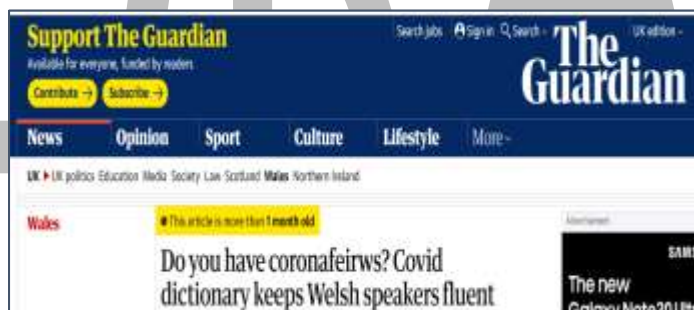 Support The Guardian
Available for everyone, funded by readers
Contribute → Subscribe →
Search jobs Sign in Search
The Guardian
UK edition
News Opinion Sport Culture Lifestyle More
UK UK politics Education Media Society Law Scotland Wales Northern Ireland
Wales
This article is more than 1 month old
Do you have coronafeirws? Covid
dictionary keeps Welsh speakers fluent
Advertisement
The new
Galaxy Note20